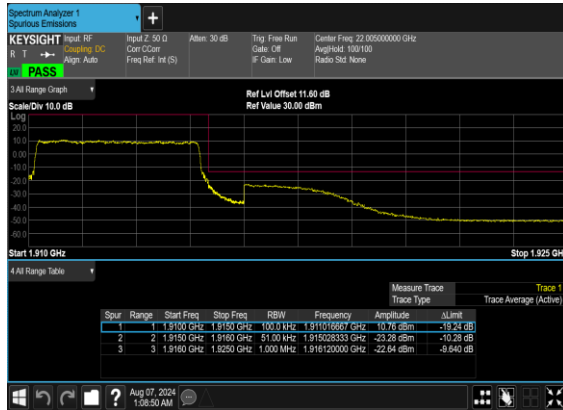 Spectrum Analyzer 1
Spurious Emissions
+
KEYSIGHT Input: RF Input Z: 50 Ω Atten: 30 dB Trig: Free Run Center Freq: 22.005000000 GHz
R T Coupling: DC Corr CCorr Gate: Off Avg|Hold: 100/100
Align: Auto Freq Ref: Int (S) IF Gain: Low Radio Std: None
PASS
3 All Range Graph
Ref Lvl Offset 11.60 dB
Scale/Div 10.0 dB Ref Value 30.00 dBm
Log
20.0
10.0
0.00
-10.0
-20.0
-30.0
-40.0
-50.0
-60.0
Start 1.910 GHz Stop 1.925 GH
4 All Range Table
Measure Trace Trace 1
Trace Type Trace Average (Active)
Spur Range Start Freq Stop Freq RBW Frequency Amplitude ΔLimit
1 1 1.9100 GHz 1.9150 GHz 100.0 kHz 1.911016667 GHz 10.76 dBm -19.24 dB
2 2 1.9150 GHz 1.9160 GHz 51.00 kHz 1.915028333 GHz -23.28 dBm -10.28 dB
3 3 1.9160 GHz 1.9250 GHz 1.000 MHz 1.916120000 GHz -22.64 dBm -9.640 dB
? Aug 07, 2024
1:08:50 AM